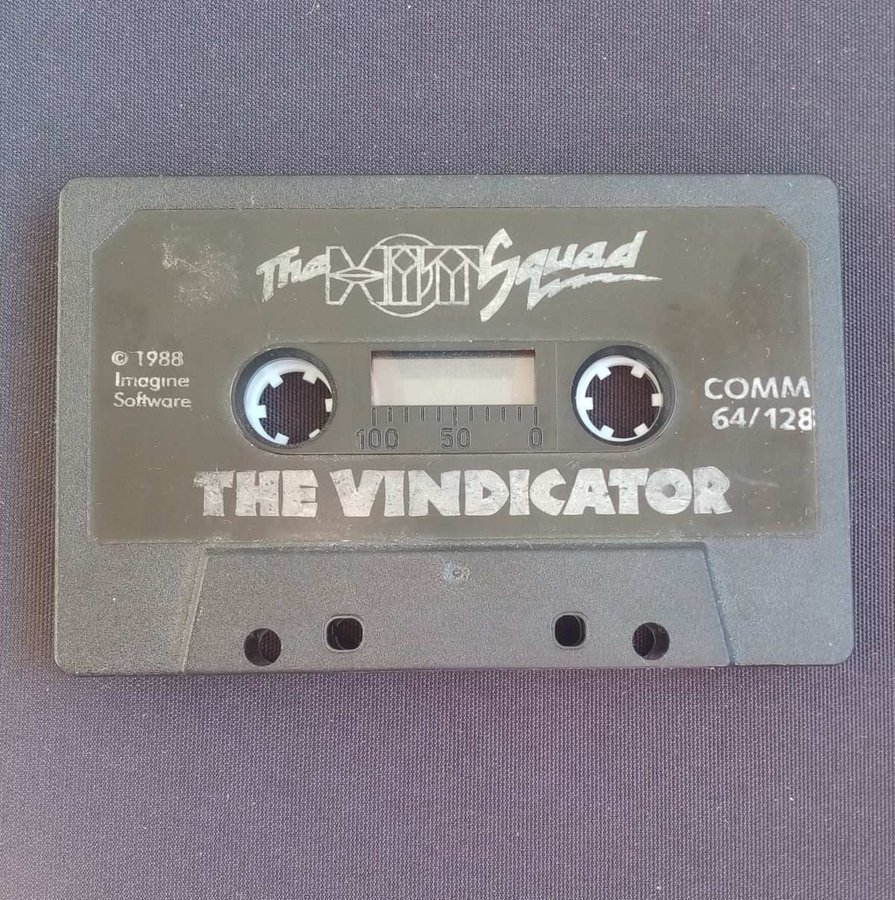 The HIT Squad
© 1988
Imagine
Software
COMM
64/128
100 50 0
THE VINDICATOR